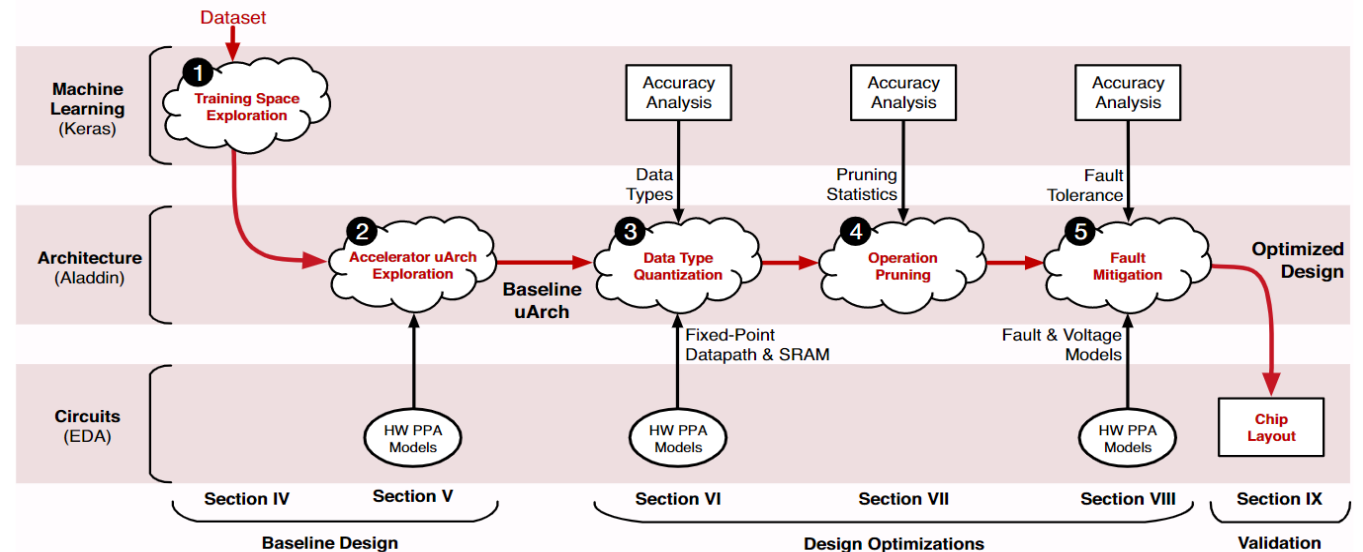 Dataset
Machine
Learning
(Keras)
1
Training Space
Exploration
Accuracy
Analysis
Accuracy
Analysis
Accuracy
Analysis
Data
Types
Pruning
Statistics
Fault
Tolerance
Architecture
(Aladdin)
2
Accelerator uArch
Exploration
Baseline
uArch
3
Data Type
Quantization
4
Operation
Pruning
5
Fault
Mitigation
Optimized
Design
Fixed-Point
Datapath & SRAM
Fault & Voltage
Models
Circuits
(EDA)
HW PPA
Models
HW PPA
Models
HW PPA
Models
Chip
Layout
Section IV
Section V
Section VI
Section VII
Section VIII
Section IX
Baseline Design
Design Optimizations
Validation